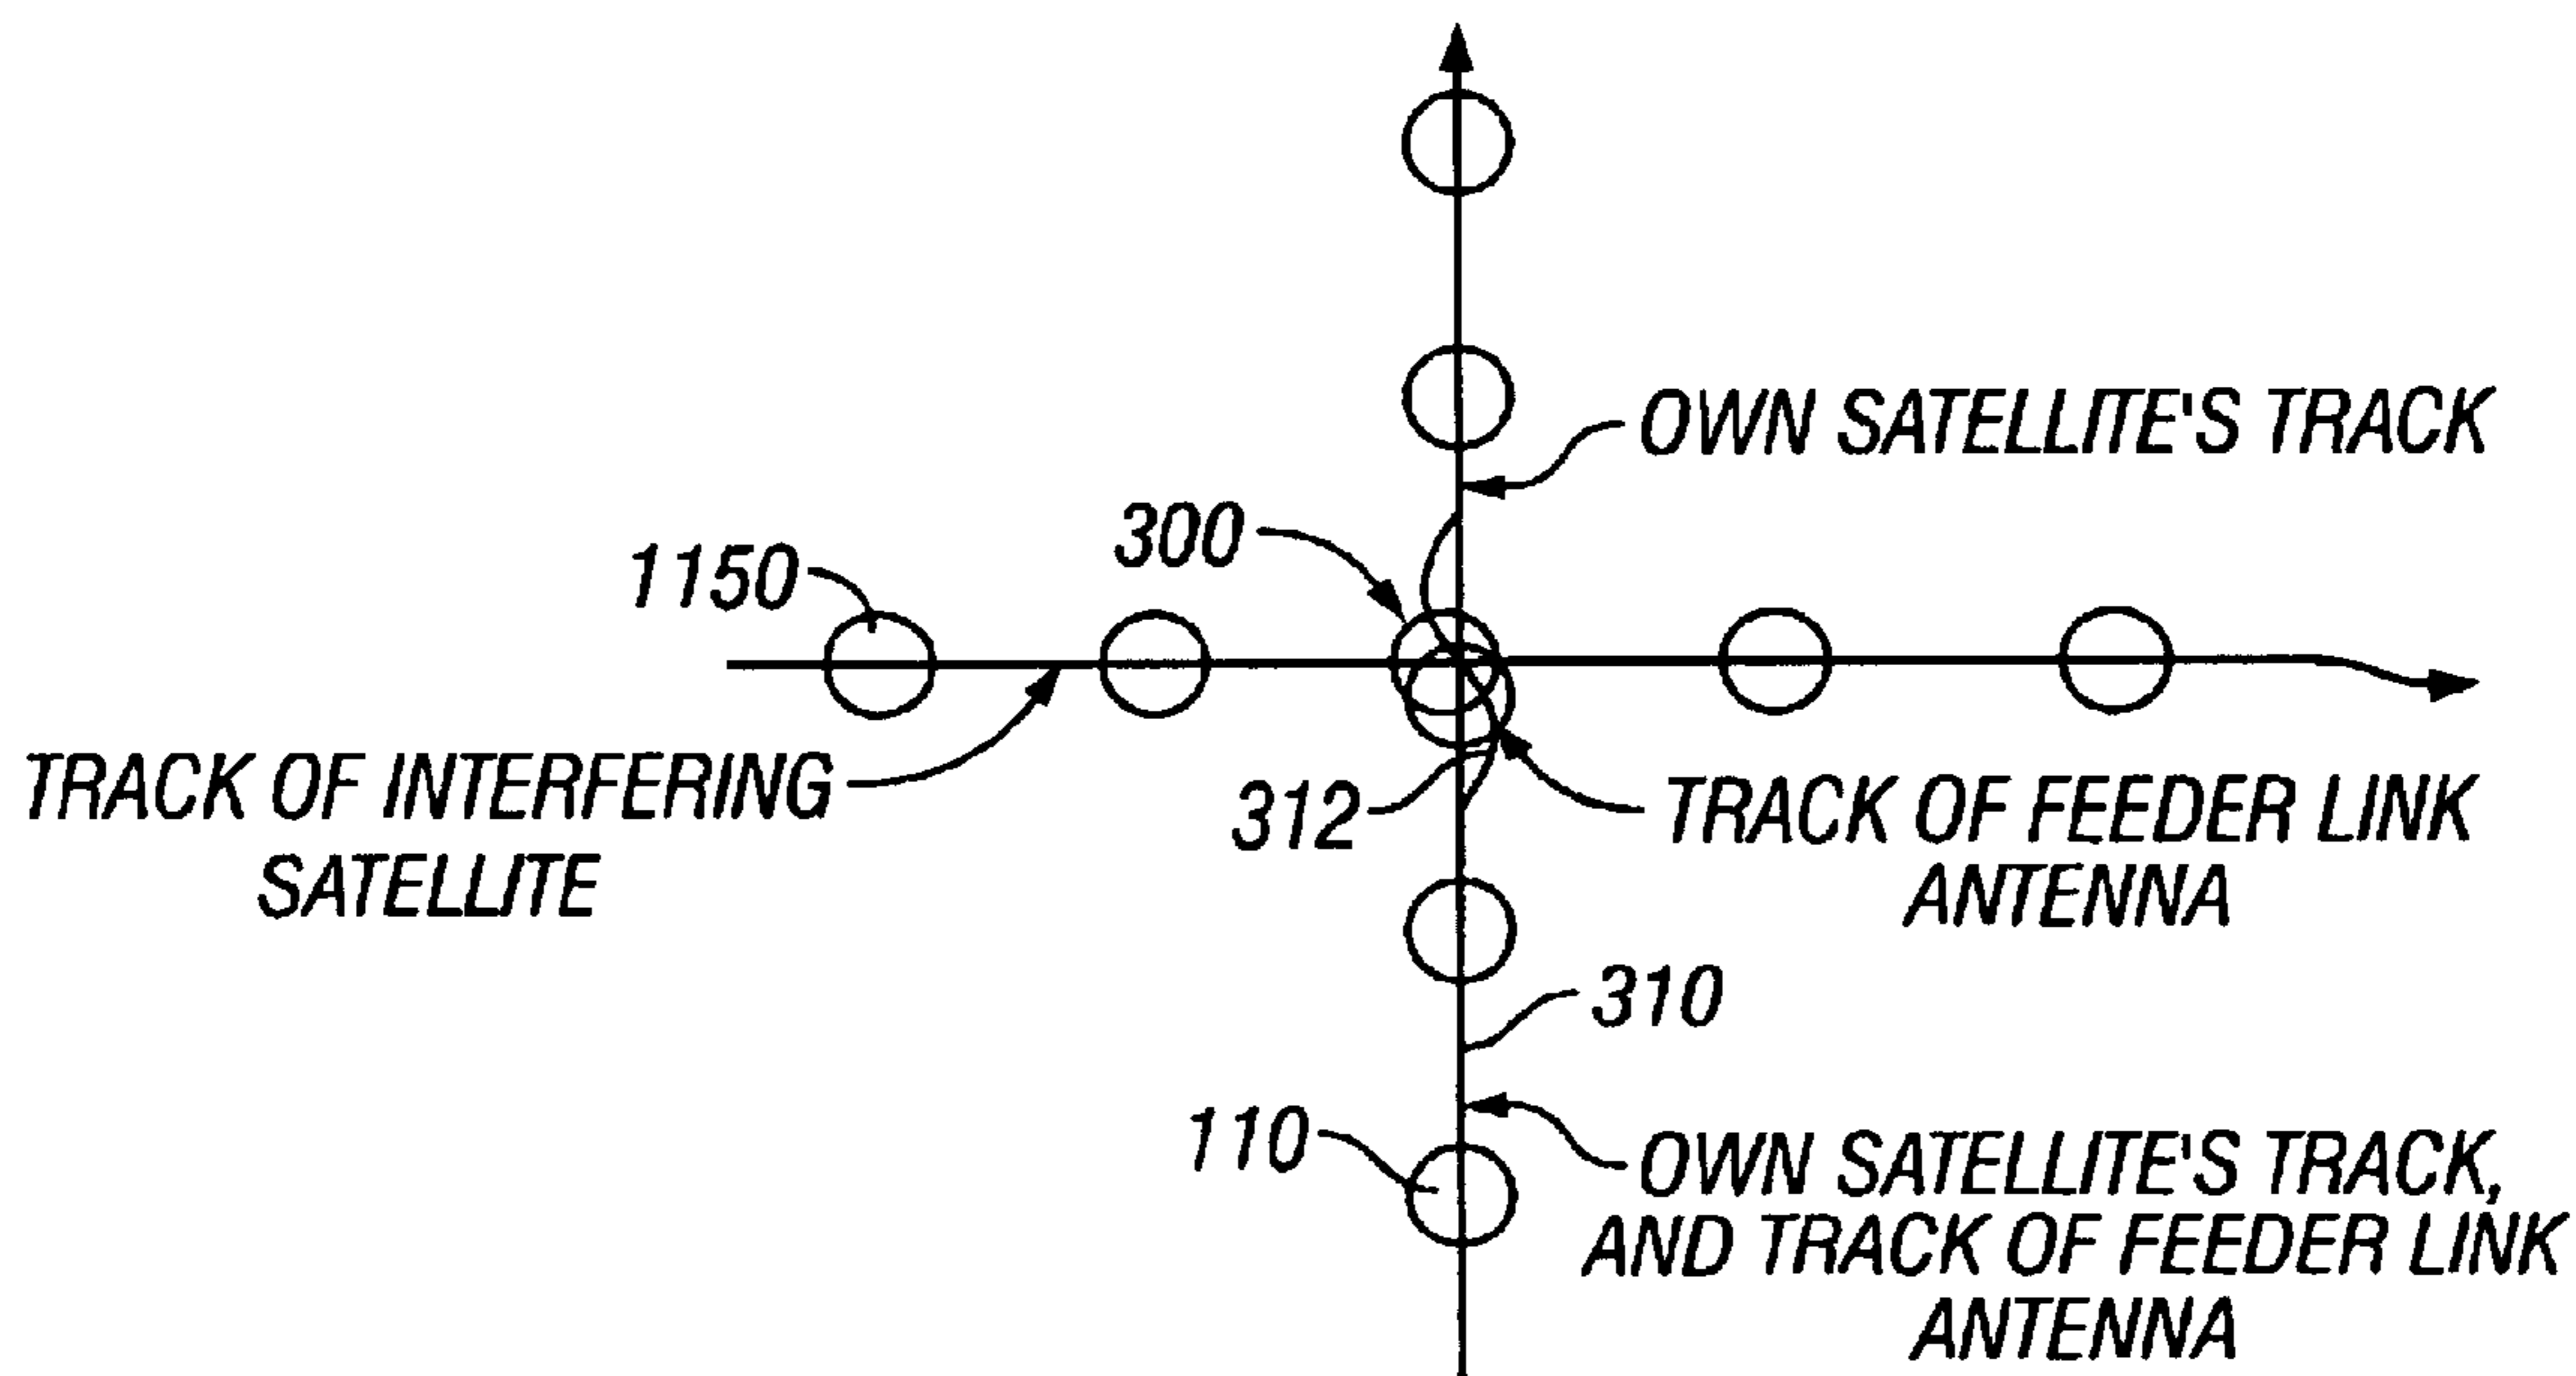 OWN SATELLITE'S TRACK
300
1150
TRACK OF INTERFERING
SATELLITE
312
TRACK OF FEEDER LINK
ANTENNA
310
110
OWN SATELLITE'S TRACK,
AND TRACK OF FEEDER LINK
ANTENNA